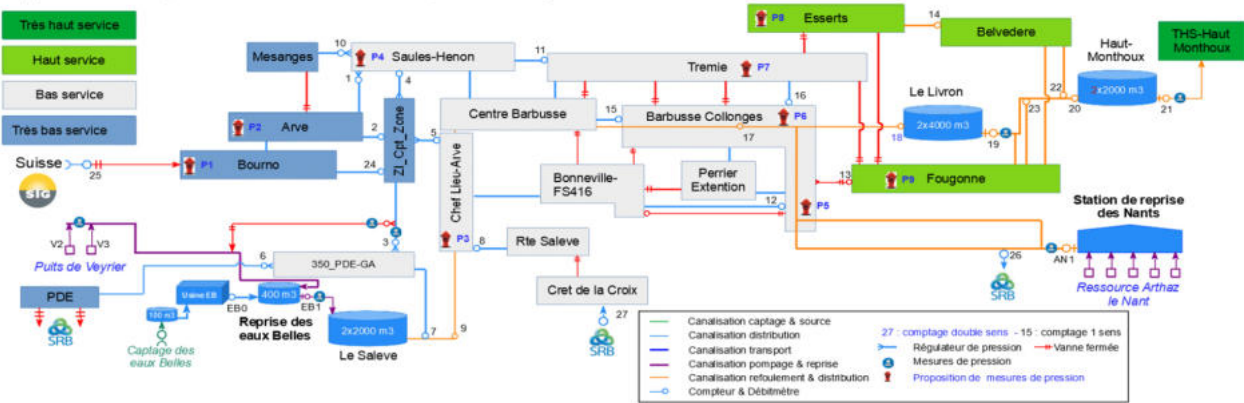 Très haut service
Haut service
Bas service
Très bas service
Suisse
SIG
25
Mesanges
10
P4
Saules-Henon
11
1
4
P2
Arve
2
P1
Bourno
24
ZI_Cpt_Zone
5
Centre Barbusse
15
Chef Lieu-Arve
P3
8
Rte Saleve
Cret de la Croix
27
SRB
P8
Esserts
14
Belvedere
THS-Haut
Monthoux
Haut-
Monthoux
2x2000 m3
20
21
22
23
Tremie
P7
16
Le Livron
2x4000 m3
18
19
Barbusse Collonges
P6
17
Bonneville-
FS416
Perrier
Extention
12
P5
13
P9
Fougonne
Station de reprise
des Nants
AN1
26
SRB
Ressource Arthaz
le Nant
V2
V3
Puits de Veyrier
3
6
350_PDE-GA
PDE
SRB
Usine EB
100 m3
EB0
400 m3
EB1
Captage des
eaux Belles
Reprise des
eaux Belles
2x2000 m3
Le Saleve
7
9
Canalisation captage & source
Canalisation distribution
Canalisation transport
Canalisation pompage & reprise
Canalisation refoulement & distribution
Compteur & Débitmètre
27 : comptage double sens - 15 : comptage 1 sens
Régulateur de pression
Vanne fermée
Mesures de pression
Proposition de mesures de pression